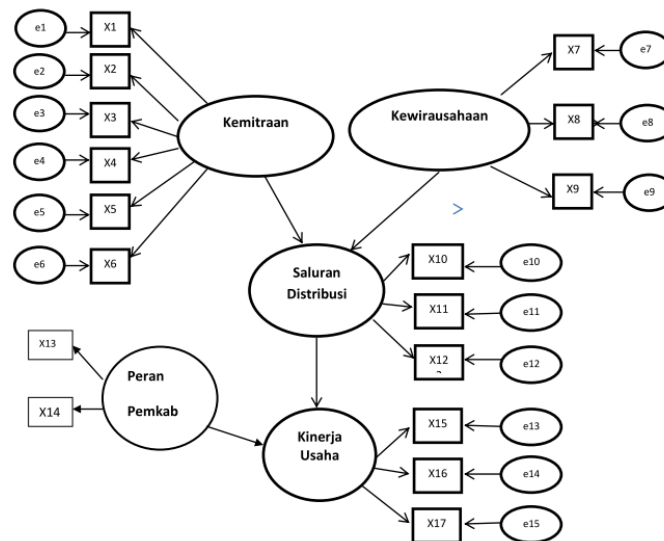 e1
X1
e2
X2
e3
X3
e4
X4
e5
X5
e6
X6
Kemitraan
Kewirausahaan
X7
e7
X8
e8
X9
e9
>
Saluran
Distribusi
X10
e10
X11
e11
X12
e12
X13
X14
Peran
Pemkab
Kinerja
Usaha
X15
e13
X16
e14
X17
e15